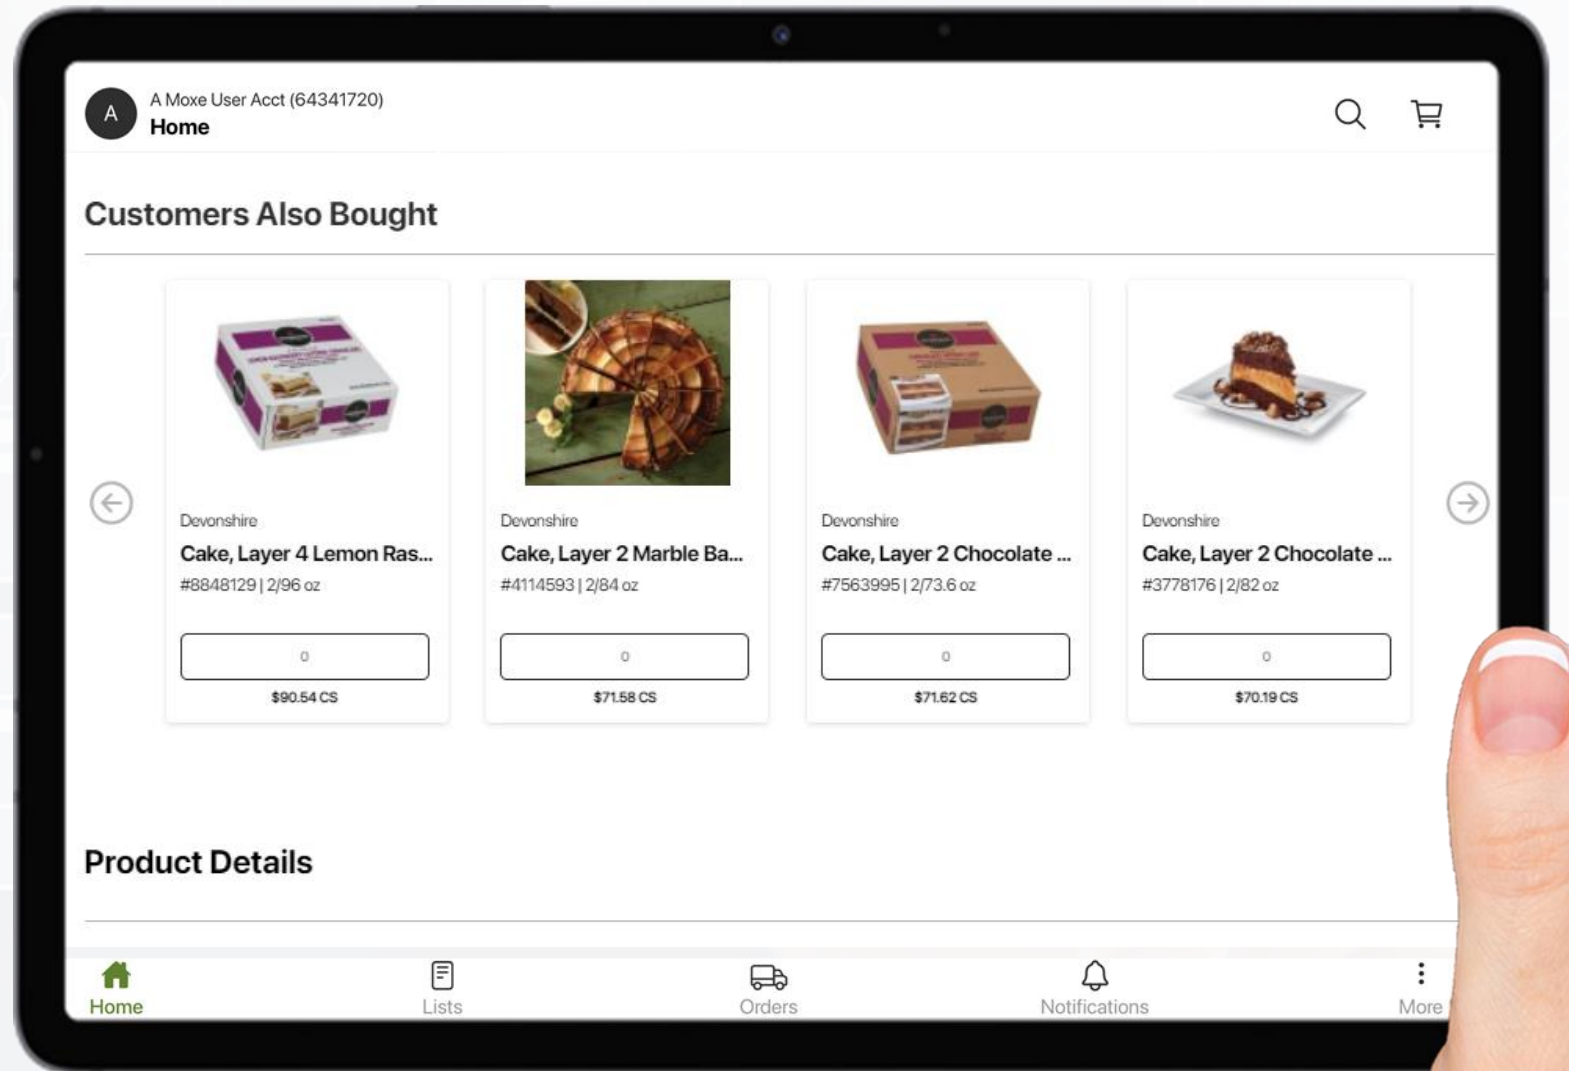 A
A Moxe User Acct (64341720)
Home
Customers Also Bought
Devonshire
Cake, Layer 4 Lemon Ras...
#8848129 | 2/96 oz
0
$90.54 CS
Devonshire
Cake, Layer 2 Marble Ba...
#4114593 | 2/84 oz
0
$71.58 CS
Devonshire
Cake, Layer 2 Chocolate ...
#7563995 | 2/73.6 oz
0
$71.62 CS
Devonshire
Cake, Layer 2 Chocolate ...
#3778176 | 2/82 oz
0
$70.19 CS
Product Details
Home
Lists
Orders
Notifications
More